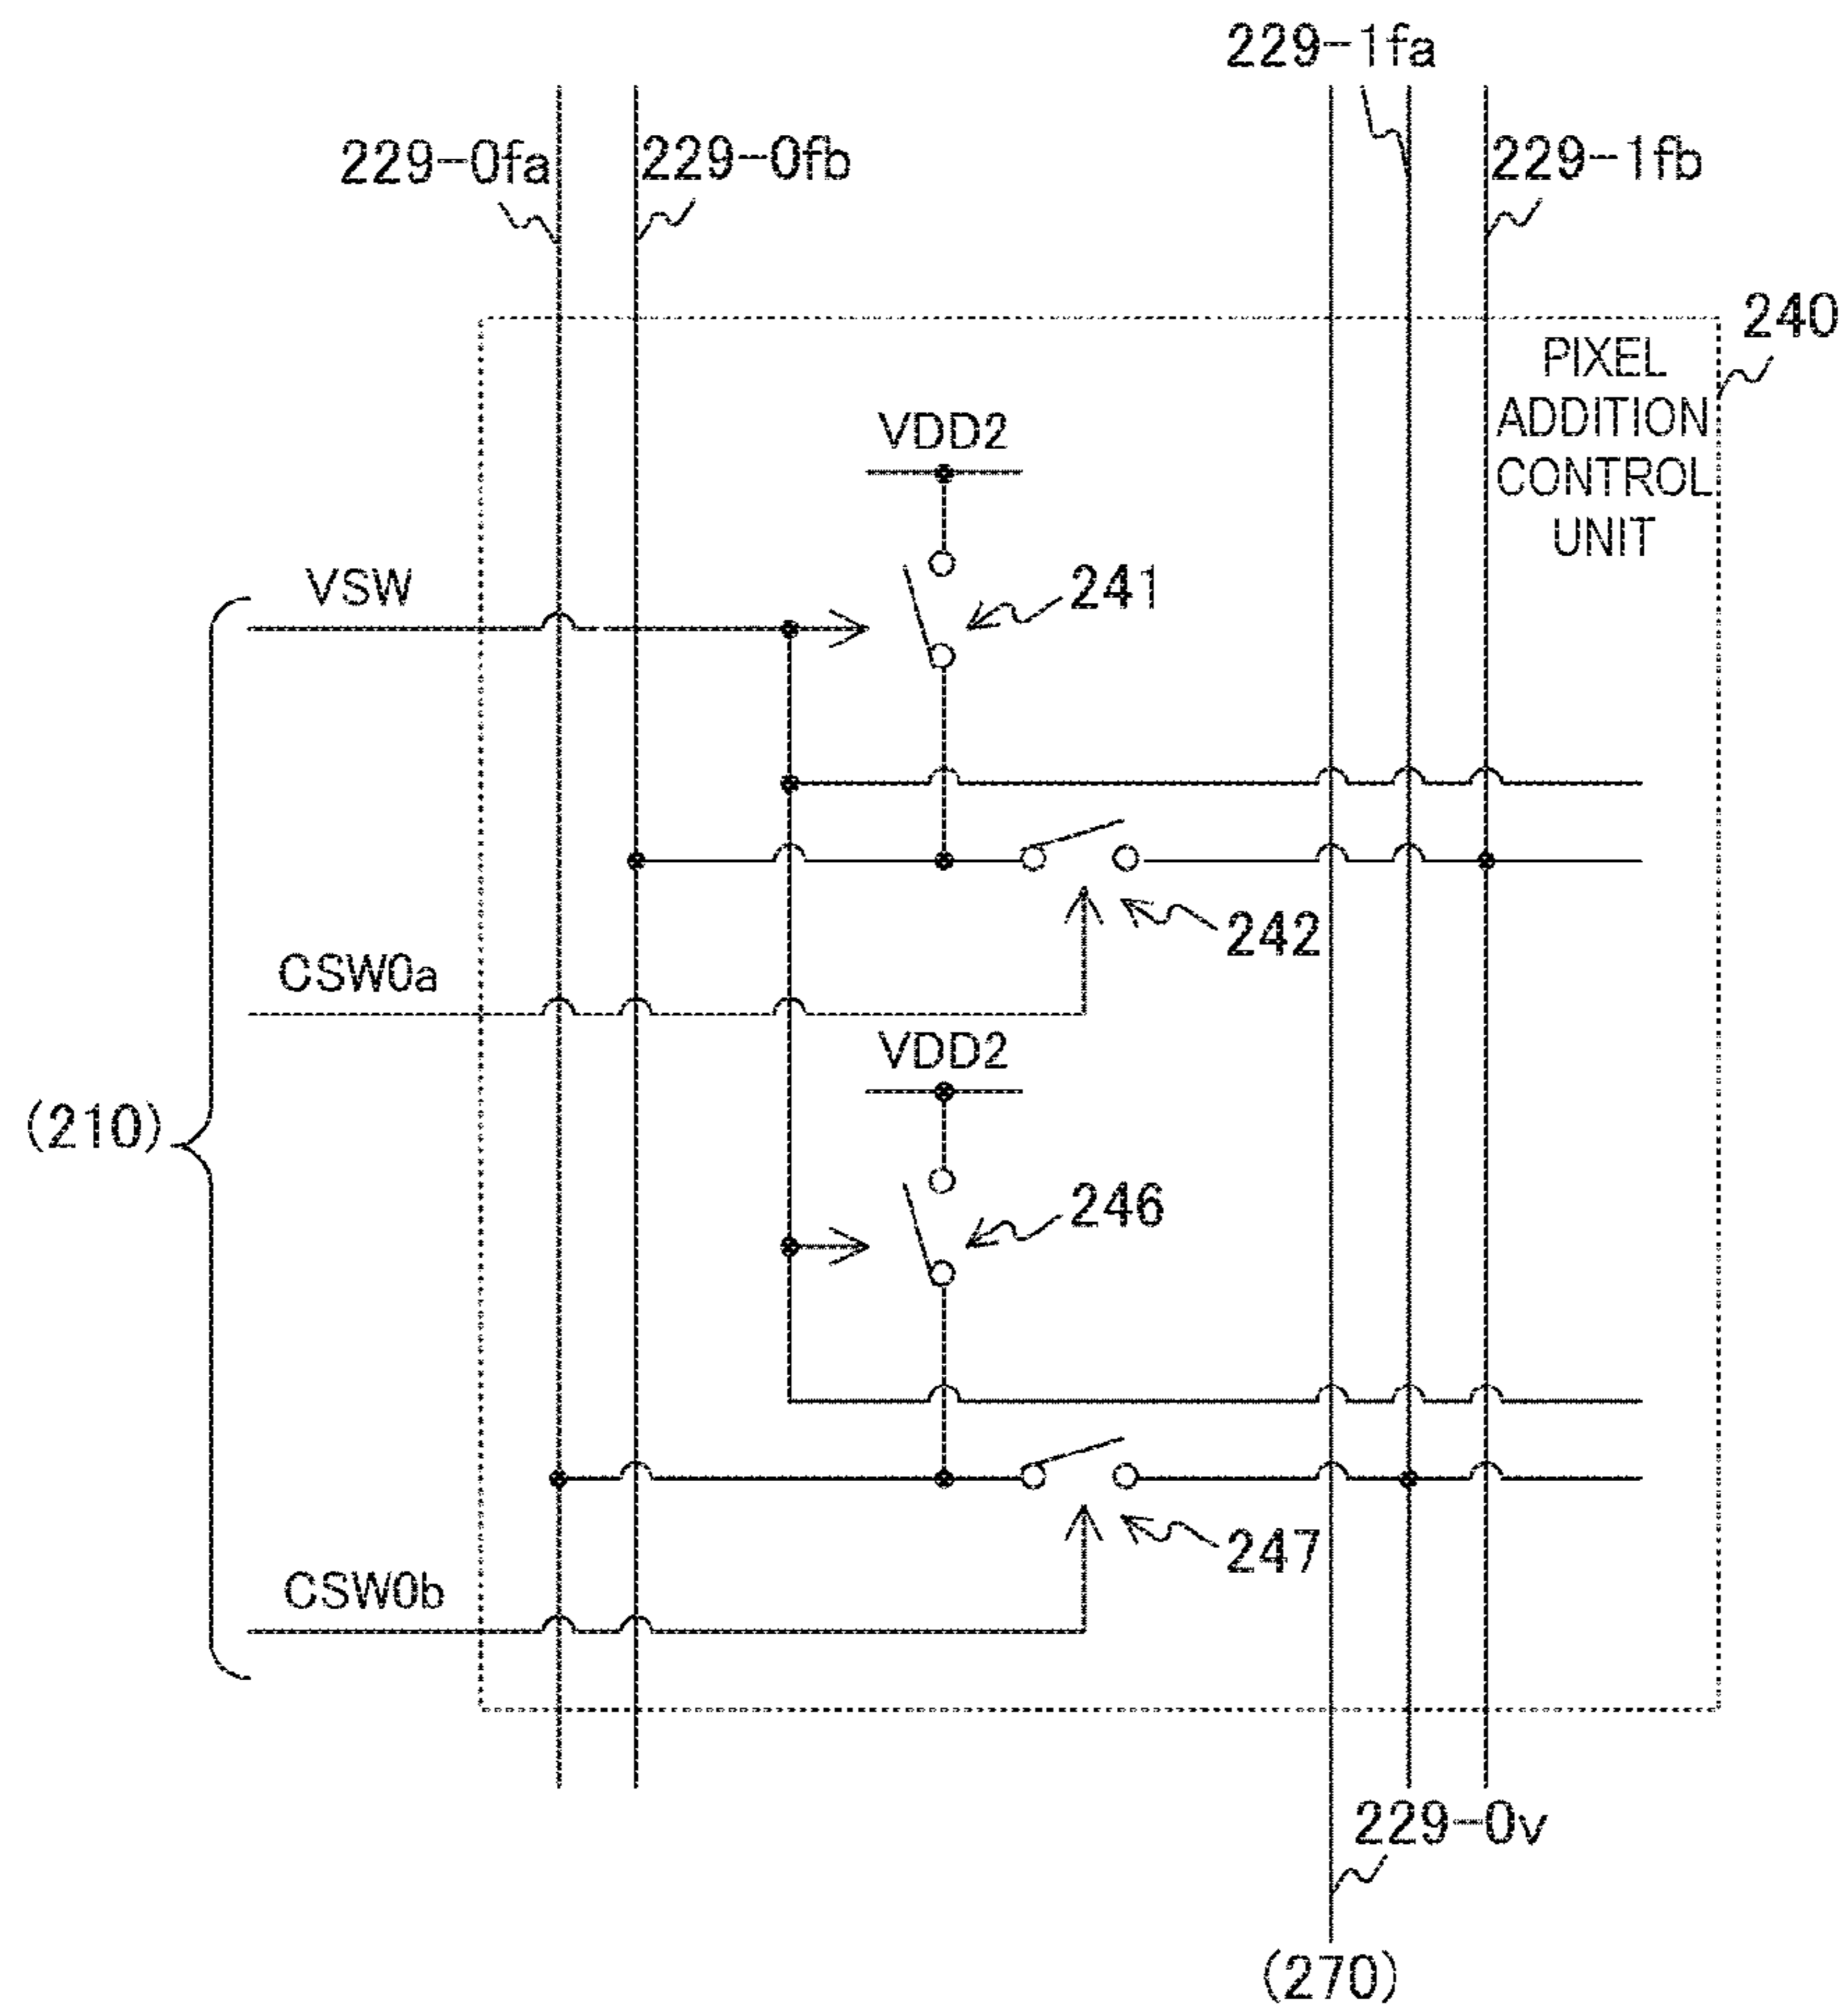 229-1fa
229-0fa
229-0fb
229-1fb
240
PIXEL
ADDITION
CONTROL
UNIT
VDD2
VSW
241
242
CSW0a
VDD2
(210)
246
247
CSW0b
229-0v
(270)